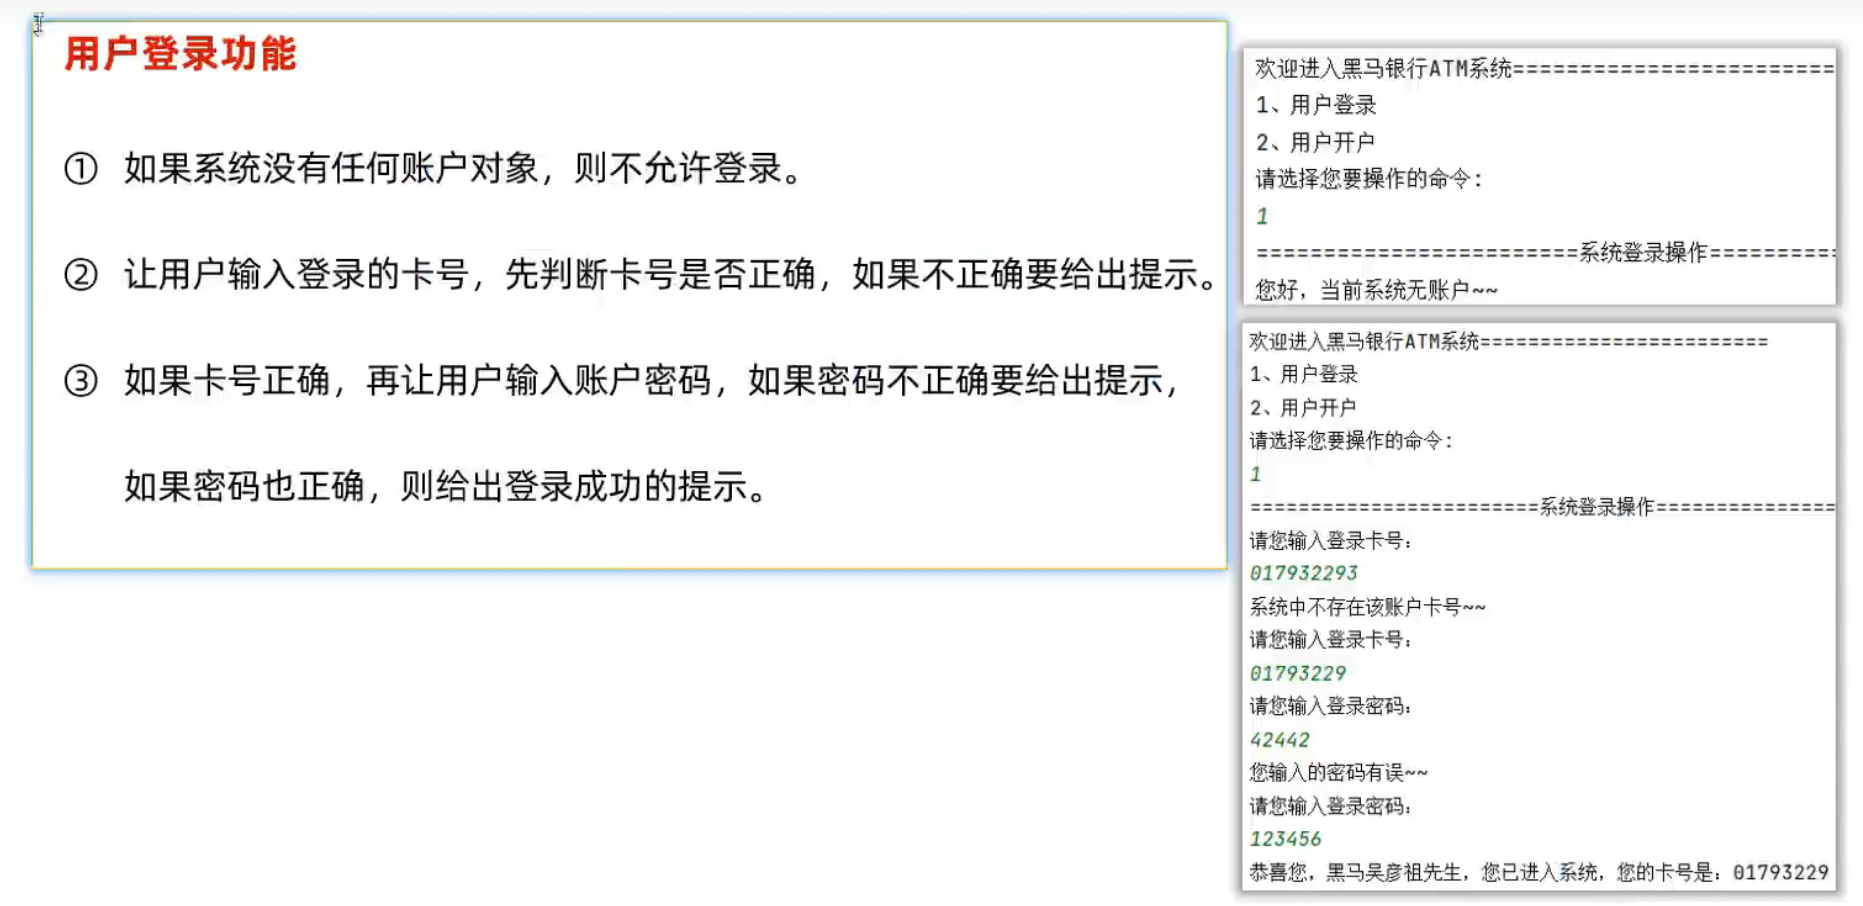 用户登录功能
① 如果系统没有任何账户对象，则不允许登录。
② 让用户输入登录的卡号，先判断卡号是否正确，如果不正确要给出提示。
③ 如果卡号正确，再让用户输入账户密码，如果密码不正确要给出提示，
如果密码也正确，则给出登录成功的提示。
欢迎进入黑马银行ATM系统========================
1、用户登录
2、用户开户
请选择您要操作的命令：
1
========================系统登录操作==========
您好，当前系统无账户~~
欢迎进入黑马银行ATM系统========================
1、用户登录
2、用户开户
请选择您要操作的命令：
1
========================系统登录操作===============
请您输入登录卡号：
017932293
系统中不存在该账户卡号~~
请您输入登录卡号：
01793229
请您输入登录密码：
42442
您输入的密码有误~~
请您输入登录密码：
123456
恭喜您，黑马吴彦祖先生，您已进入系统，您的卡号是：01793229